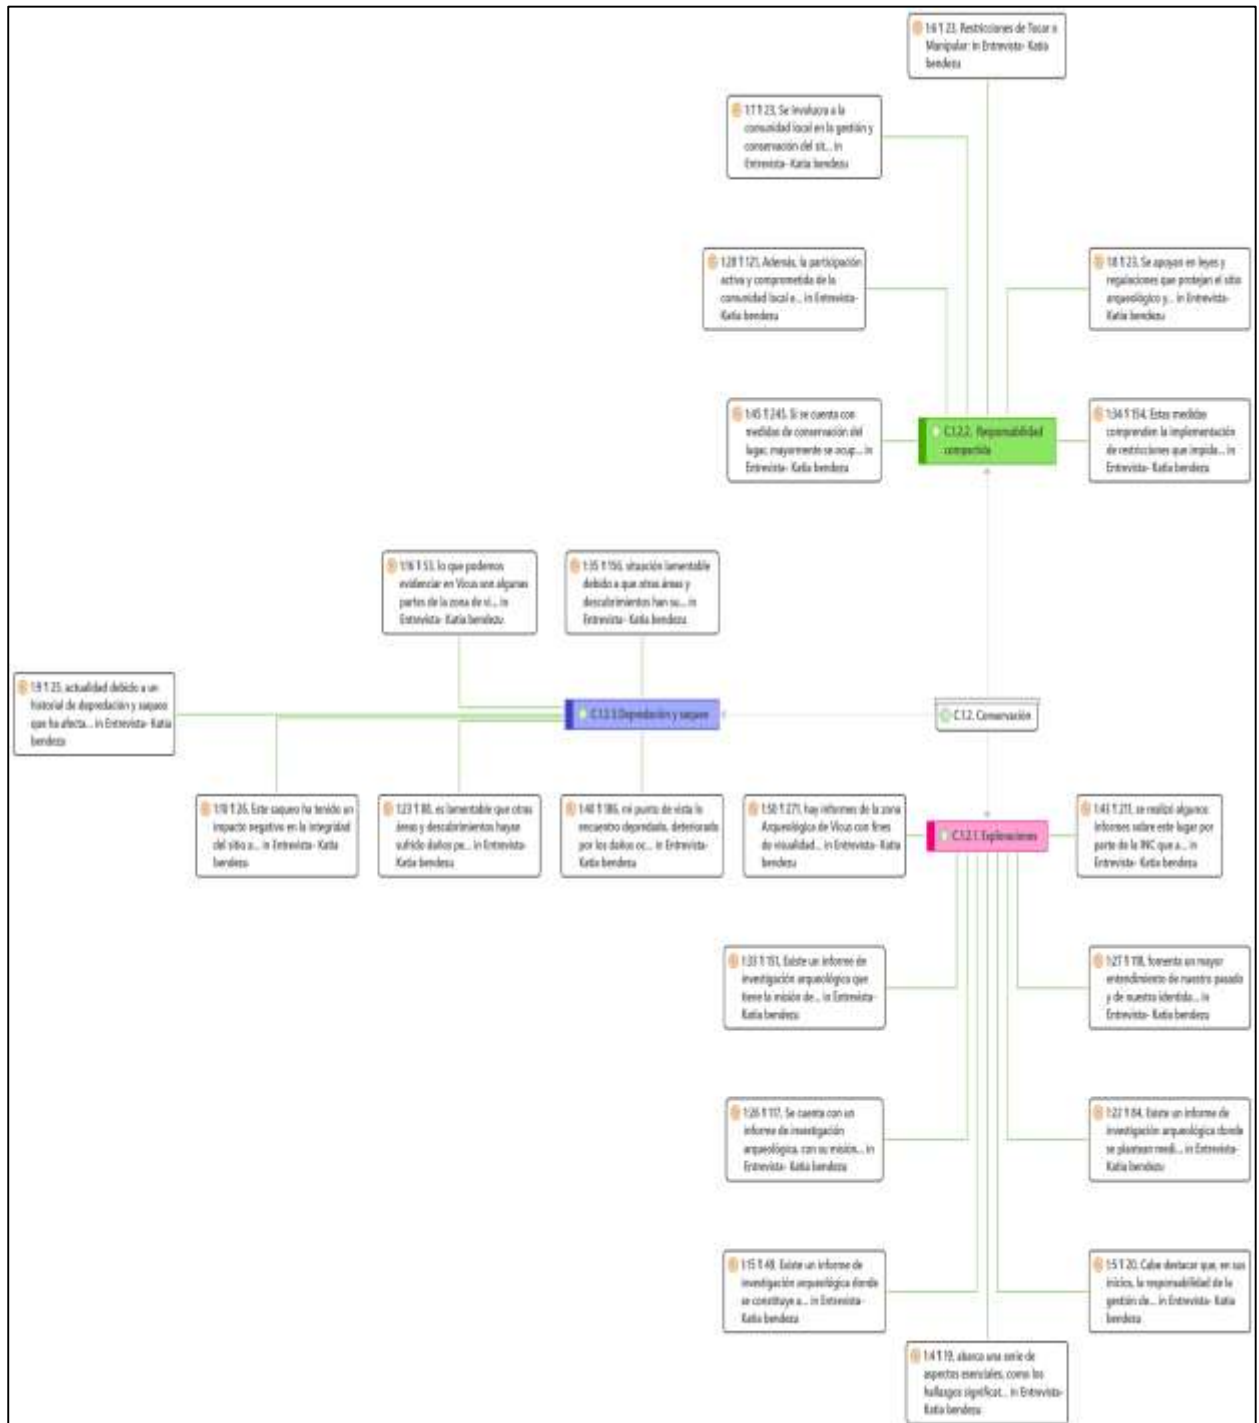 1:6 ¶ 23, Restricciones de Tocar o
Manipular: in Entrevista- Katia
bendezu
1:7 ¶ 23, Se involucra a la
comunidad local en la gestión y
conservación del sit... in
Entrevista- Katia bendezu
1:28 ¶ 121, Además, la participación
activa y comprometida de la
comunidad local e... in Entrevista-
Katia bendezu
1:8 ¶ 23, Se apoyan en leyes y
regulaciones que protejan el sitio
arqueológico y... in Entrevista-
Katia bendezu
1:45 ¶ 243, Si se cuenta con
medidas de conservación del
lugar, mayormente se ocup... in
Entrevista- Katia bendezu
C.1.2.2. Responsabilidad
compartida
1:34 ¶ 154, Estas medidas
comprenden la implementación
de restricciones que impida... in
Entrevista- Katia bendezu
1:16 ¶ 53, lo que podemos
evidenciar en Vicus son algunas
partes de la zona de vi... in
Entrevista- Katia bendezu
1:35 ¶ 156, situación lamentable
debido a que otras áreas y
descubrimientos han su... in
Entrevista- Katia bendezu
1:9 ¶ 25, actualidad debido a un
historial de depredación y saqueo
que ha afecta... in Entrevista- Katia
bendezu
C.1.2.3. Depredación y saqueo
C.1.2. Conservación
1:10 ¶ 26, Este saqueo ha tenido un
impacto negativo en la integridad
del sitio a... in Entrevista- Katia
bendezu
1:23 ¶ 88, es lamentable que otras
áreas y descubrimientos hayan
sufrido daños pe... in Entrevista-
Katia bendezu
1:40 ¶ 186, mi punto de vista lo
encuentro depredado, deteriorado
por los daños oc... in Entrevista-
Katia bendezu
1:50 ¶ 271, hay informes de la zona
Arqueológica de Vicus con fines
de visualidad... in Entrevista- Katia
bendezu
C.1.2.1. Exploraciones
1:43 ¶ 211, se realizó algunos
informes sobre este lugar por
parte de la INC que a... in
Entrevista- Katia bendezu
1:33 ¶ 151, Existe un informe de
investigación arqueológica que
tiene la misión de... in Entrevista-
Katia bendezu
1:27 ¶ 118, fomenta un mayor
entendimiento de nuestro pasado
y de nuestra identida... in
Entrevista- Katia bendezu
1:26 ¶ 117, Se cuenta con un
informe de investigación
arqueológica, con su misión... in
Entrevista- Katia bendezu
1:22 ¶ 84, Existe un informe de
investigación arqueológica donde
se plantean medi... in Entrevista-
Katia bendezu
1:15 ¶ 49, Existe un informe de
investigación arqueológica donde
se constituye a... in Entrevista-
Katia bendezu
1:5 ¶ 20, Cabe destacar que, en sus
inicios, la responsabilidad de la
gestión de... in Entrevista- Katia
bendezu
1:4 ¶ 19, abarca una serie de
aspectos esenciales, como los
hallazgos significat... in Entrevista-
Katia bendezu